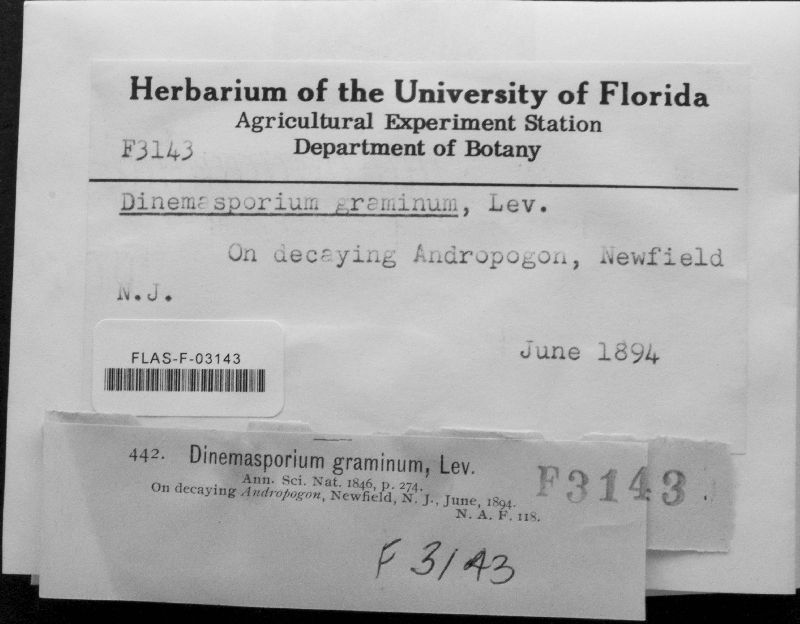 Herbarium of the University of Florida
Agricultural Experiment Station
F3143 Department of Botany
Dinemasporium graminum, Lev.
On decaying Andropogon, Newfield
N.J.
June 1894
FLAS-F-03143
442. Dinemasporium graminum, Lev.
Ann. Sci. Nat. 1846, p. 274.
On decaying Andropogon, Newfield, N. J., June, 1894.
N. A. F. 118.
F3143
F 3143